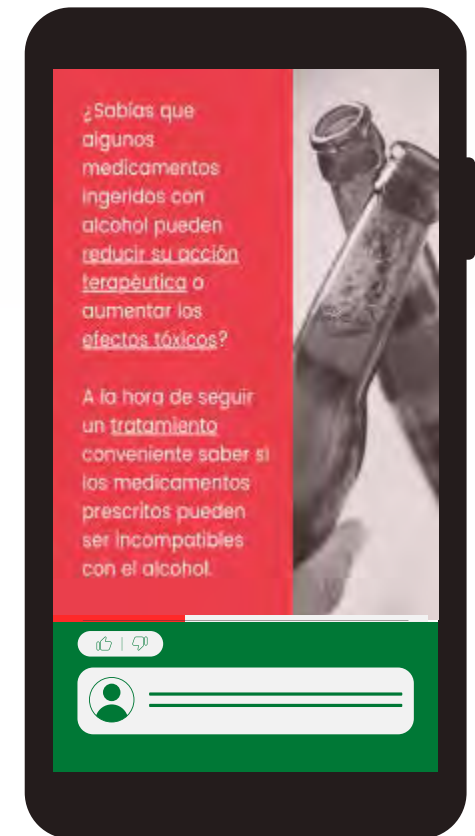 ¿Sabías que
algunos
medicamentos
ingeridos con
alcohol pueden
reducir su acción
terapéutica o
aumentar los
efectos tóxicos?
A la hora de seguir
un tratamiento
conveniente saber si
los medicamentos
prescritos pueden
ser incompatibles
con el alcohol.